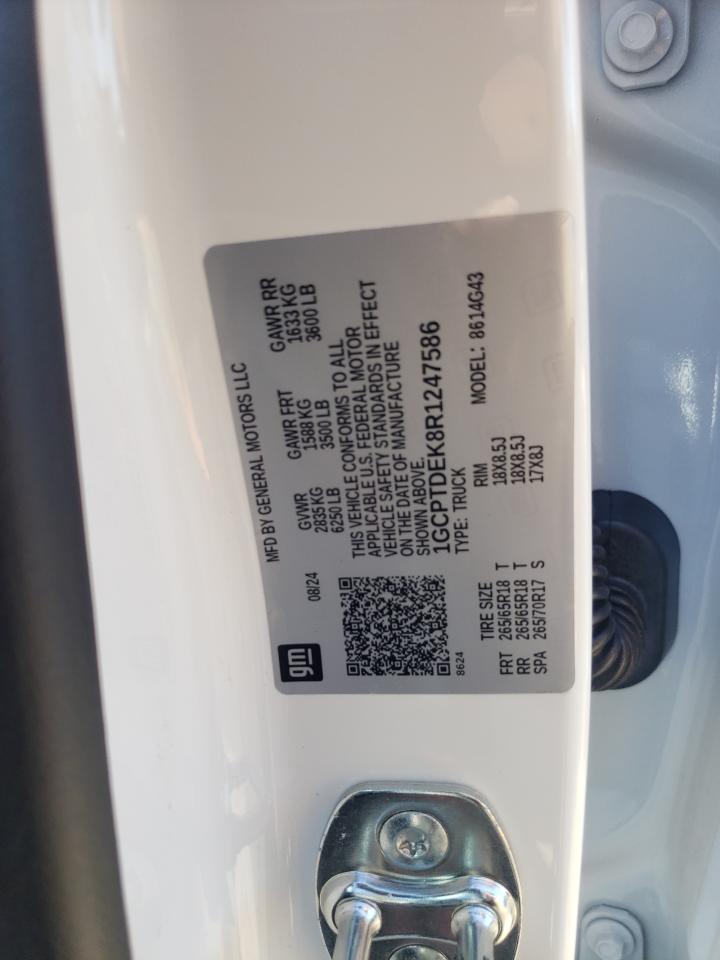 gm
MFD BY GENERAL MOTORS LLC
08/24
GVWR GAWR FRT GAWR RR
2835 KG 1588 KG 1633 KG
6250 LB 3500 LB 3600 LB
THIS VEHICLE CONFORMS TO ALL
APPLICABLE U.S. FEDERAL MOTOR
VEHICLE SAFETY STANDARDS IN EFFECT
ON THE DATE OF MANUFACTURE
SHOWN ABOVE.
1GCPTDEK8R1247586
8624
TYPE: TRUCK
MODEL: 8614G43
TIRE SIZE RIM
FRT 265/65R18 T 18X8.5J
RR 265/65R18 T 18X8.5J
SPA 265/70R17 S 17X8J